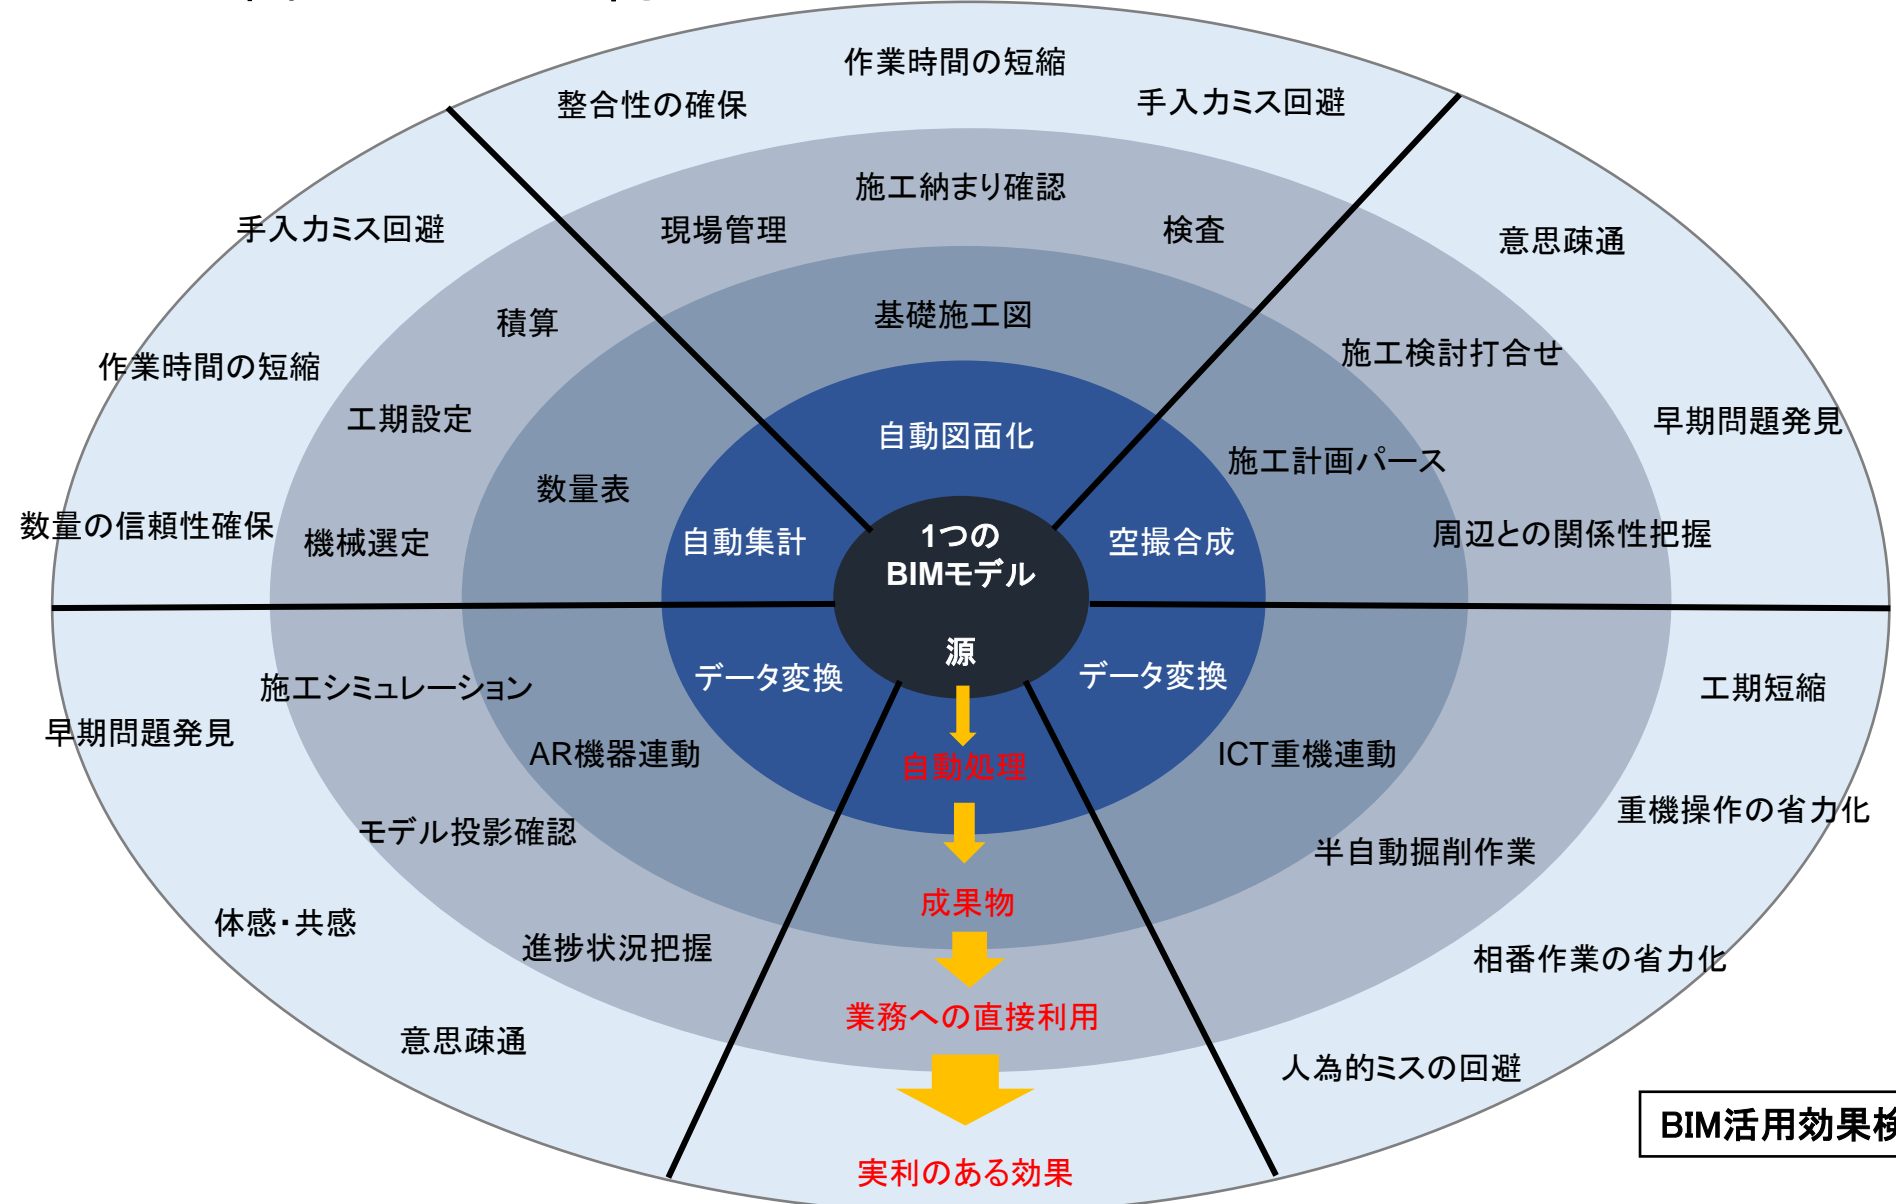 作業時間の短縮
整合性の確保
手入力ミス回避
施工納まり確認
現場管理
検査
手入力ミス回避
意思疎通
積算
基礎施工図
作業時間の短縮
施工検討打合せ
工期設定
自動図面化
早期問題発見
数量表
施工計画パース
数量の信頼性確保
機械選定
自動集計
1つの
BIMモデル
源
空撮合成
周辺との関係性把握
データ変換
データ変換
施工シミュレーション
工期短縮
早期問題発見
AR機器連動
自動処理
ICT重機連動
モデル投影確認
重機操作の省力化
半自動掘削作業
成果物
体感・共感
進捗状況把握
相番作業の省力化
業務への直接利用
意思疎通
人為的ミスの回避
BIM活用効果検
実利のある効果